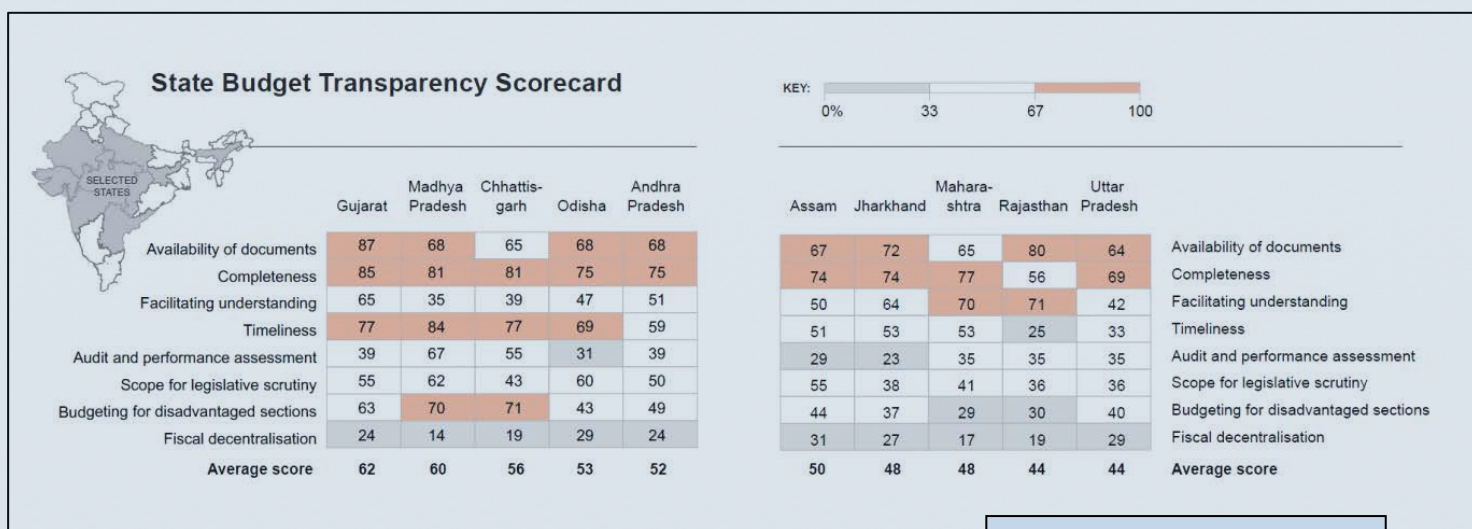 State Budget Transparency Scorecard
KEY:
0% 33 67 100
SELECTED
STATES
Gujarat Madhya Pradesh Chhattis-garh Odisha Andhra Pradesh
Availability of documents 87 68 65 68 68
Completeness 85 81 81 75 75
Facilitating understanding 65 35 39 47 51
Timeliness 77 84 77 69 59
Audit and performance assessment 39 67 55 31 39
Scope for legislative scrutiny 55 62 43 60 50
Budgeting for disadvantaged sections 63 70 71 43 49
Fiscal decentralisation 24 14 19 29 24
Average score 62 60 56 53 52
Assam Jharkhand Mahara-shtra Rajasthan Uttar Pradesh
67 72 65 80 64 Availability of documents
74 74 77 56 69 Completeness
50 64 70 71 42 Facilitating understanding
51 53 53 25 33 Timeliness
29 23 35 35 35 Audit and performance assessment
55 38 41 36 36 Scope for legislative scrutiny
44 37 29 30 40 Budgeting for disadvantaged sections
31 27 17 19 29 Fiscal decentralisation
50 48 48 44 44 Average score